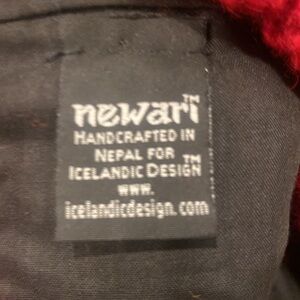 newari™
HANDCRAFTED IN
NEPAL FOR
ICELANDIC DESIGN™
WWW.
icelandicdesign.com